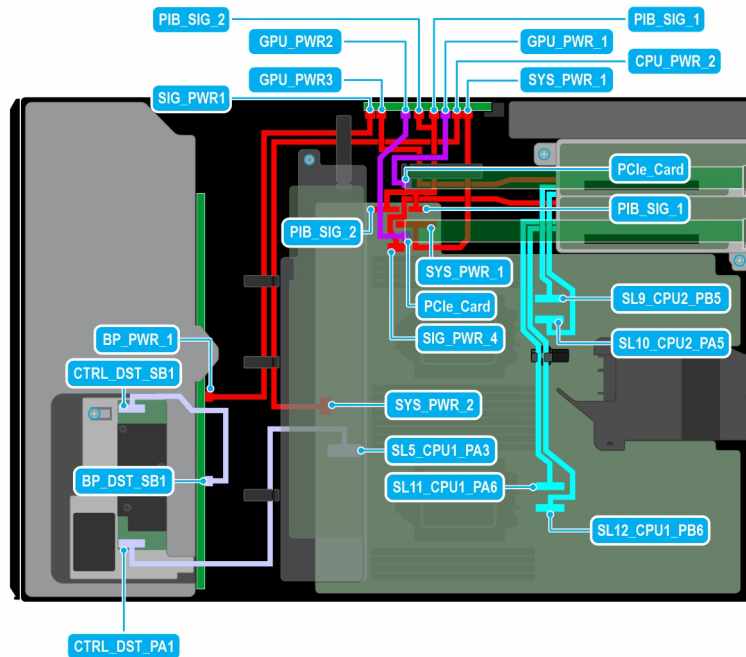 PIB_SIG_2
PIB_SIG_1
GPU_PWR2
GPU_PWR_1
CPU_PWR_2
GPU_PWR3
SYS_PWR_1
SIG_PWR1
PCIe_Card
PIB_SIG_1
PIB_SIG_2
SYS_PWR_1
PCIe_Card
SL9_CPU2_PB5
BP_PWR_1
SIG_PWR_4
SL10_CPU2_PA5
CTRL_DST_SB1
SYS_PWR_2
SL5_CPU1_PA3
BP_DST_SB1
SL11_CPU1_PA6
SL12_CPU1_PB6
CTRL_DST_PA1